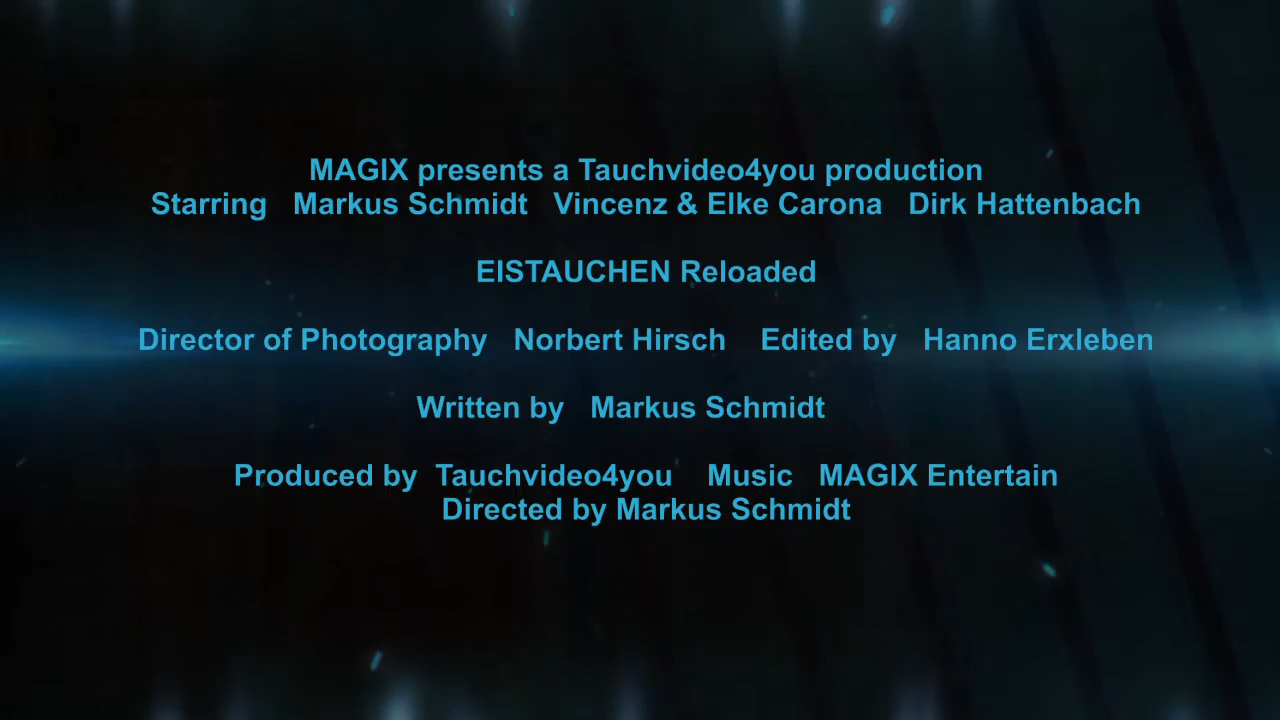 MAGIX presents a Tauchvideo4you production
Starring Markus Schmidt Vincenz & Elke Carona Dirk Hattenbach
EISTAUCHEN Reloaded
Director of Photography Norbert Hirsch Edited by Hanno Erxleben
Written by Markus Schmidt
Produced by Tauchvideo4you Music MAGIX Entertain
Directed by Markus Schmidt